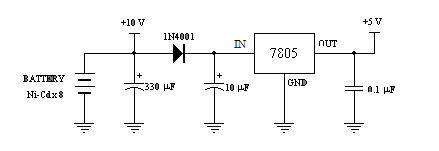 +10 V
1N4001
+5 V
IN
7805
OUT
BATTERY
Ni-Cd x 8
+
330 µF
+
10 µF
GND
0.1 µF